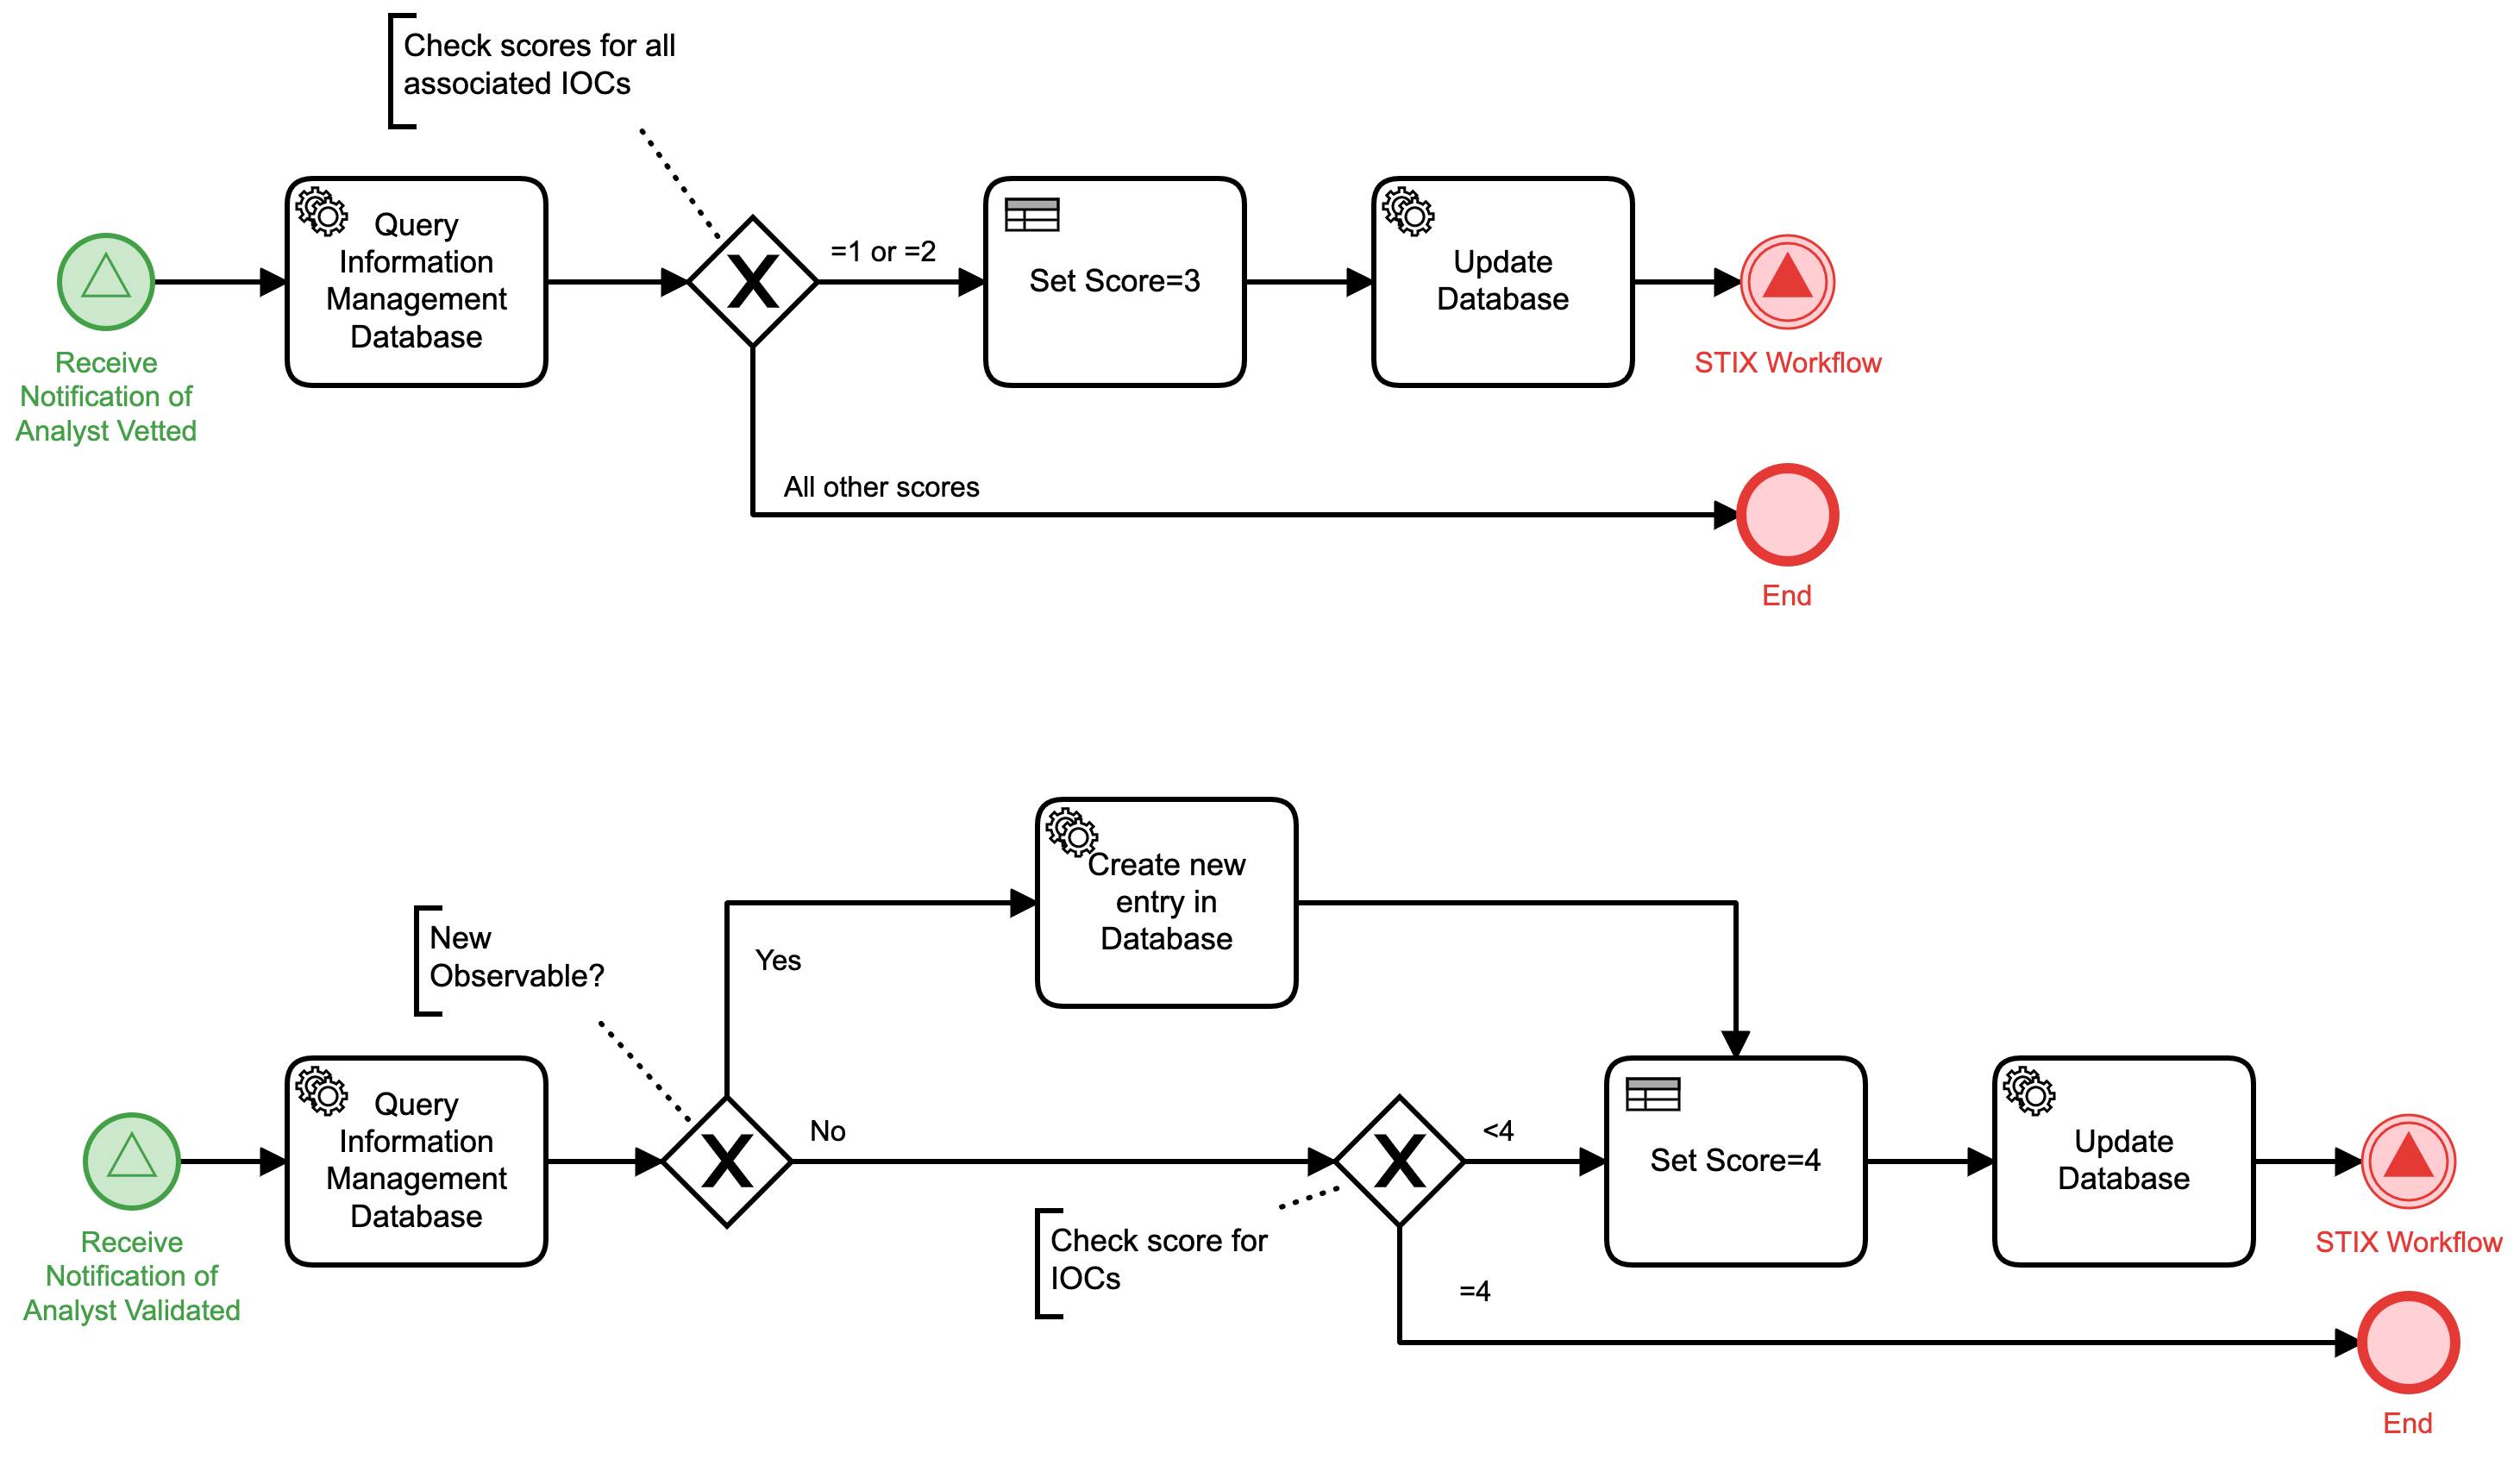 Check scores for all
associated IOCs
Query
Information
Management
Database
=1 or =2
Set Score=3
Update
Database
Receive
Notification of
Analyst Vetted
STIX Workflow
All other scores
End
Create new
entry in
Database
New
Observable?
Yes
Query
Information
Management
Database
No
<4
Set Score=4
Update
Database
Receive
Notification of
Analyst Validated
Check score for
IOCs
STIX Workflow
=4
End